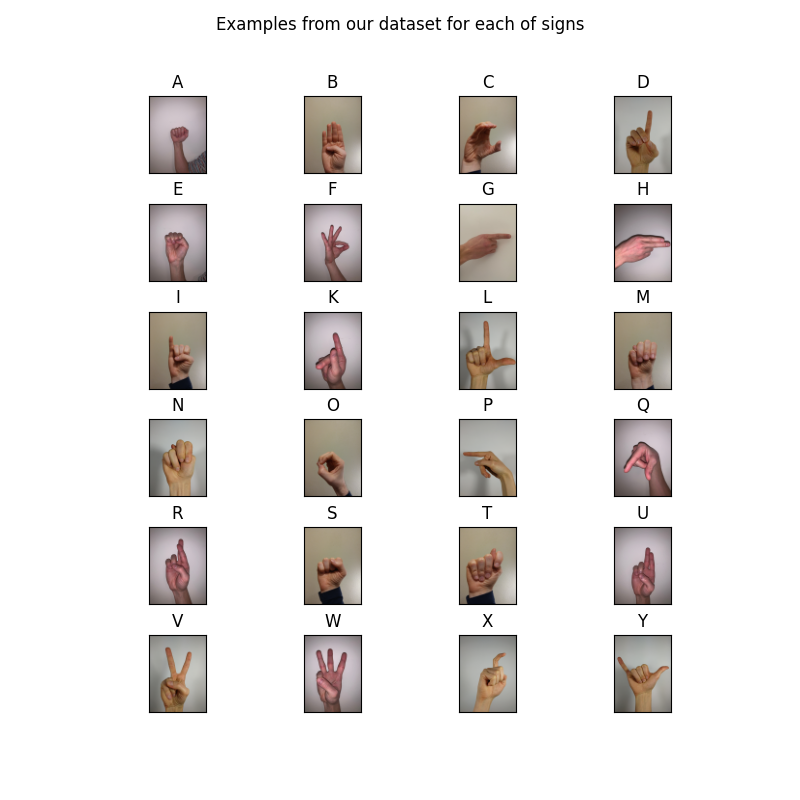 Examples from our dataset for each of signs
A B C D
E F G H
I K L M
N O P Q
R S T U
V W X Y